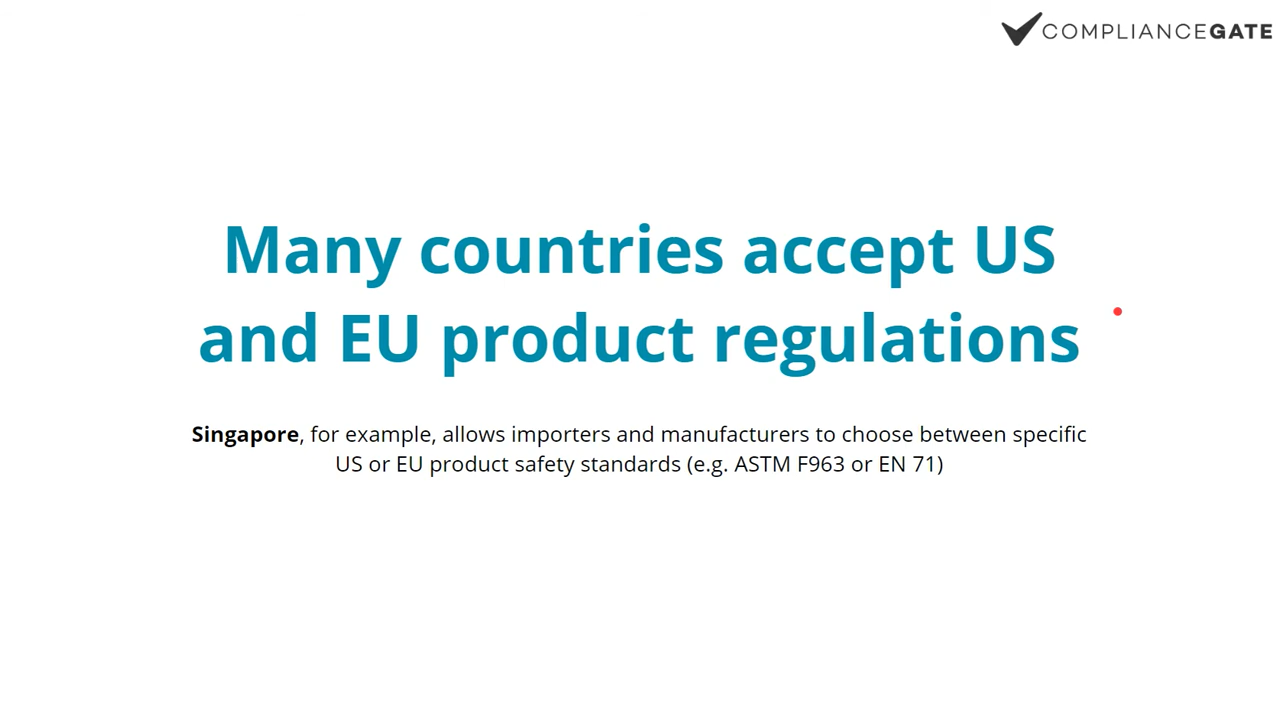 COMPLIANCEGATE
Many countries accept US
and EU product regulations
Singapore, for example, allows importers and manufacturers to choose between specific
US or EU product safety standards (e.g. ASTM F963 or EN 71)